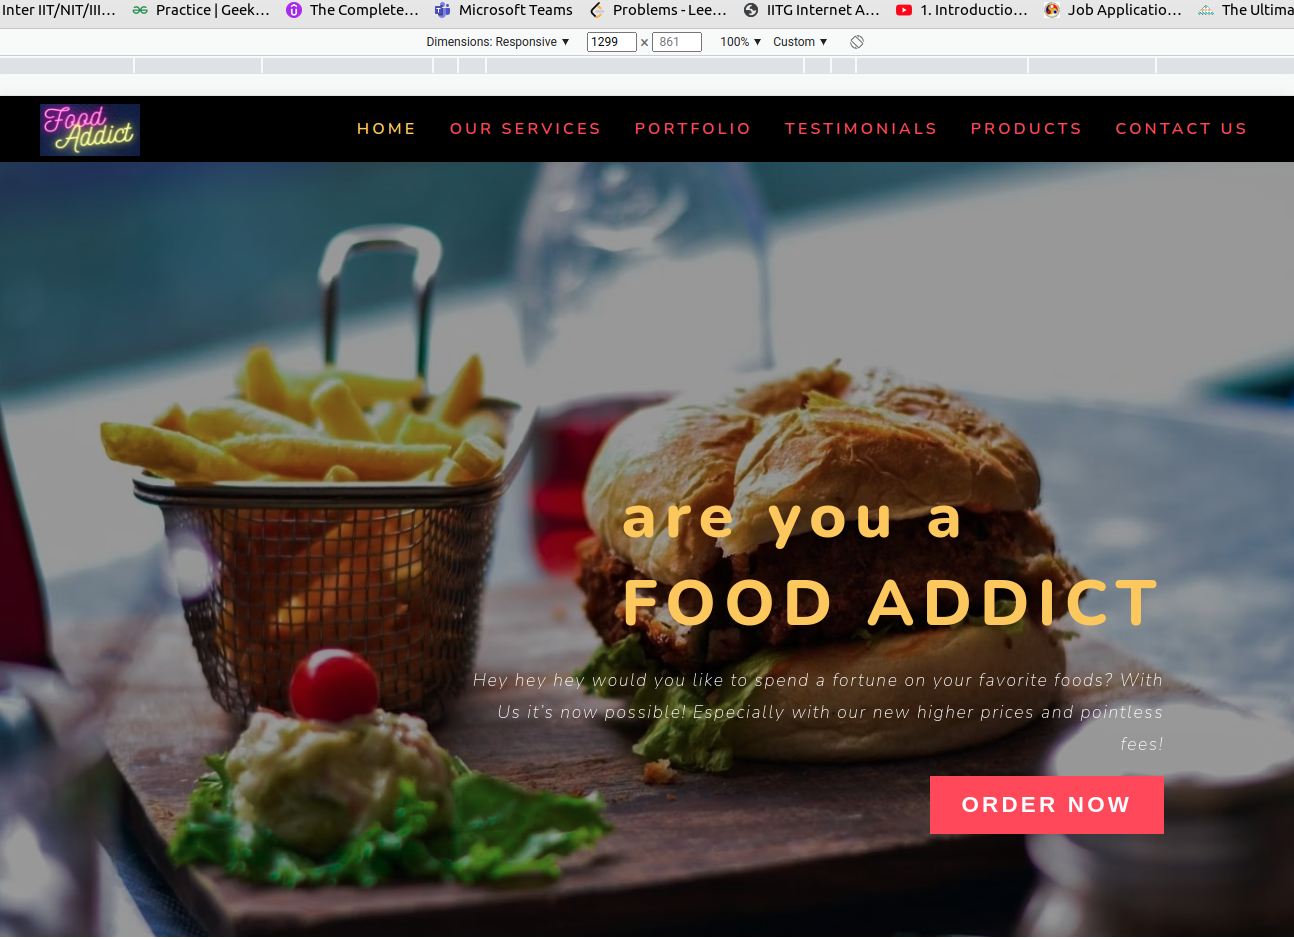 Inter IIT/NIT/III... Practice | Geek... The Complete... Microsoft Teams Problems - Lee... IITG Internet A... 1. Introductio... Job Applicatio... The Ultima
Dimensions: Responsive ▼ 1299 × 861 100% ▼ Custom ▼
Food
Addict
HOME OUR SERVICES PORTFOLIO TESTIMONIALS PRODUCTS CONTACT US
are you a
FOOD ADDICT
Hey hey hey would you like to spend a fortune on your favorite foods? With
Us it's now possible! Especially with our new higher prices and pointless
fees!
ORDER NOW